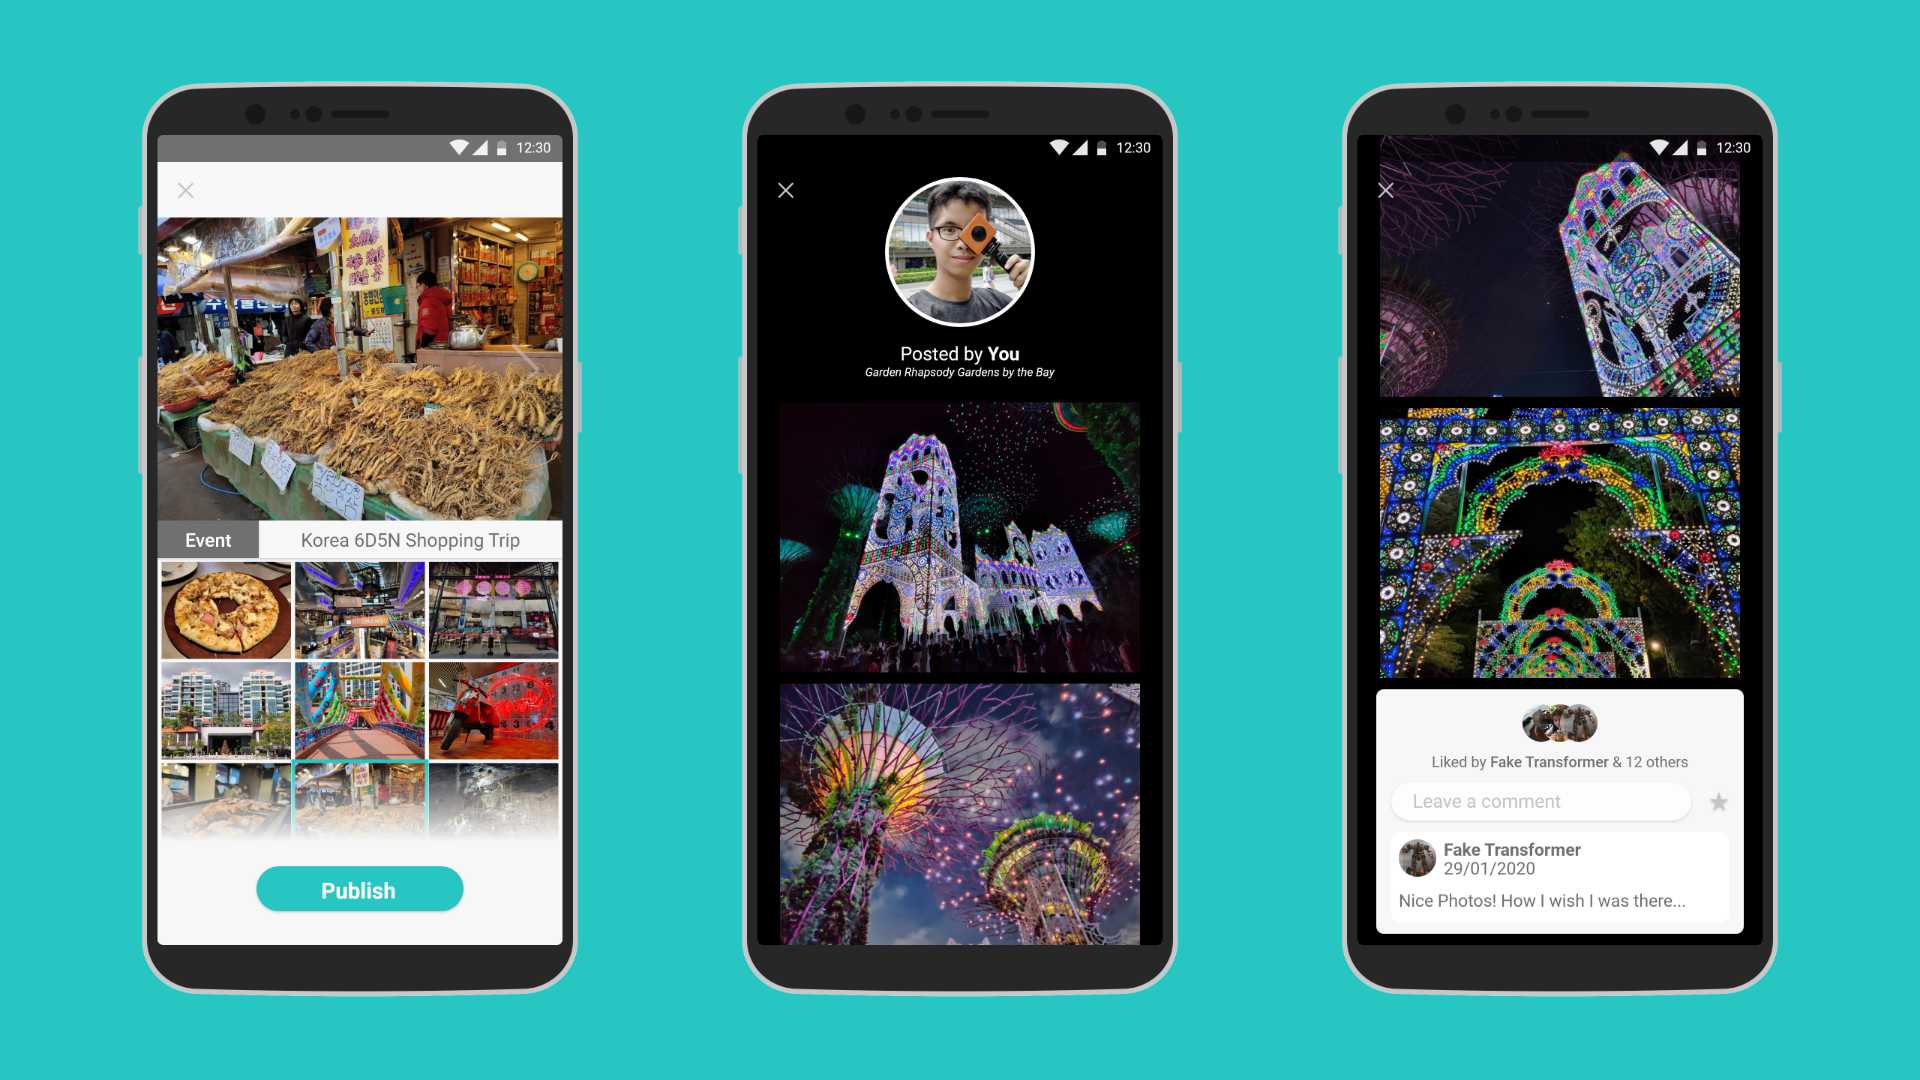 12:30
Event
Korea 6D5N Shopping Trip
Publish
12:30
Posted by You
Garden Rhapsody Gardens by the Bay
12:30
Liked by Fake Transformer & 12 others
Leave a comment
Fake Transformer
29/01/2020
Nice Photos! How I wish I was there...